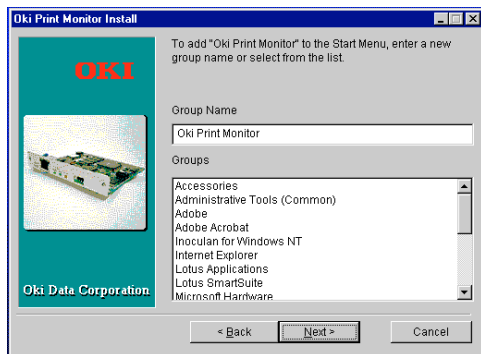 Oki Print Monitor Install
OKI
Oki Data Corporation
To add "Oki Print Monitor" to the Start Menu, enter a new
group name or select from the list.
Group Name
Oki Print Monitor
Groups
Accessories
Administrative Tools (Common)
Adobe
Adobe Acrobat
Inoculan for Windows NT
Internet Explorer
Lotus Applications
Lotus SmartSuite
Microsoft Hardware
< Back
Next >
Cancel